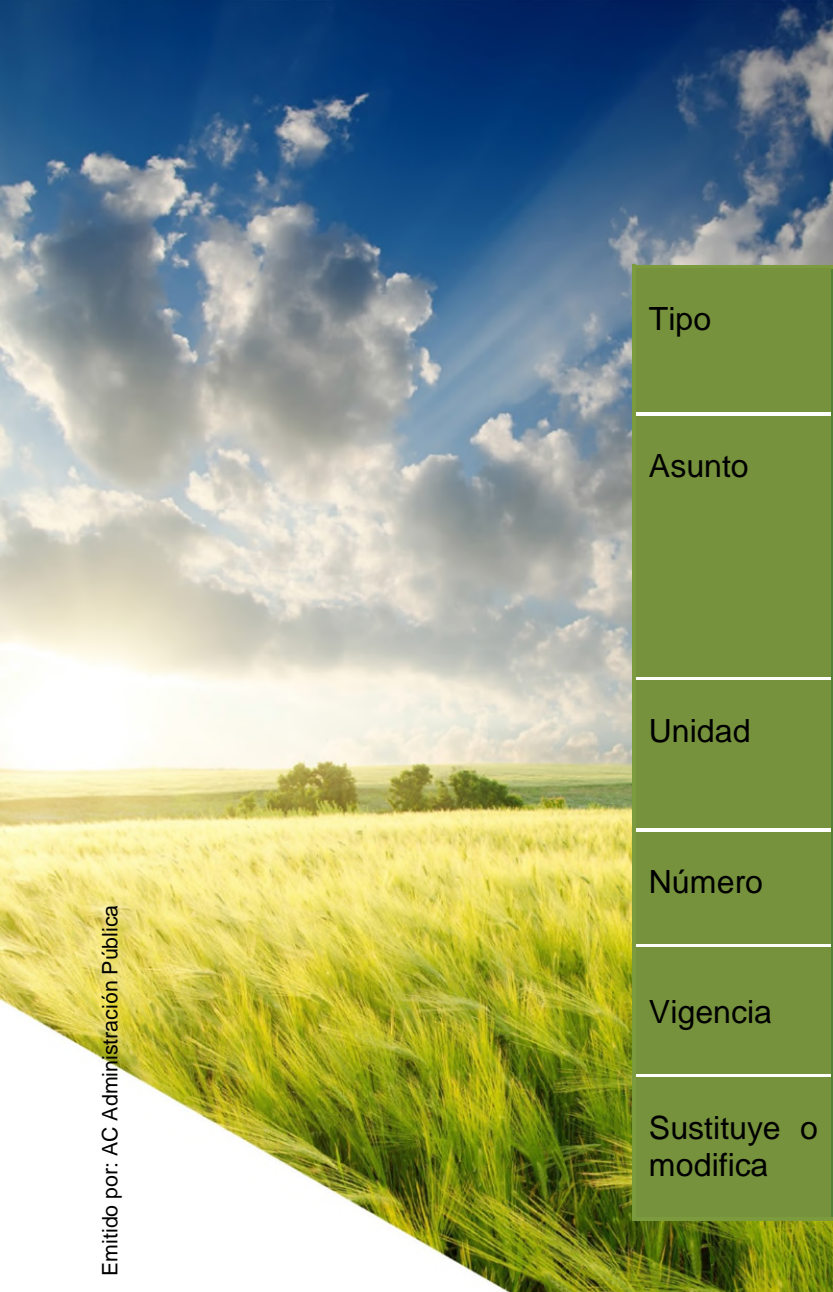 Tipo
Asunto
Unidad
Número
Vigencia
Sustituye o
modifica
Emitido por: AC Administración Pública